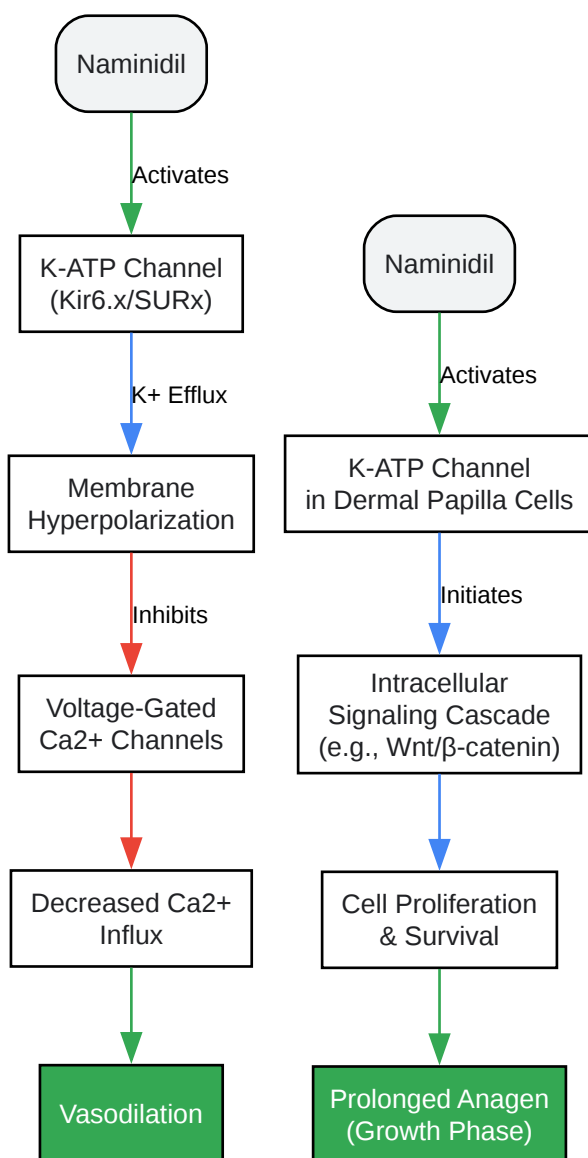 Naminidil
Activates
K-ATP Channel
(Kir6.x/SURx)
K+ Efflux
Membrane
Hyperpolarization
Inhibits
Voltage-Gated
Ca2+ Channels
Decreased Ca2+
Influx
Vasodilation
Naminidil
Activates
K-ATP Channel
in Dermal Papilla Cells
Initiates
Intracellular
Signaling Cascade
(e.g., Wnt/β-catenin)
Cell Proliferation
& Survival
Prolonged Anagen
(Growth Phase)